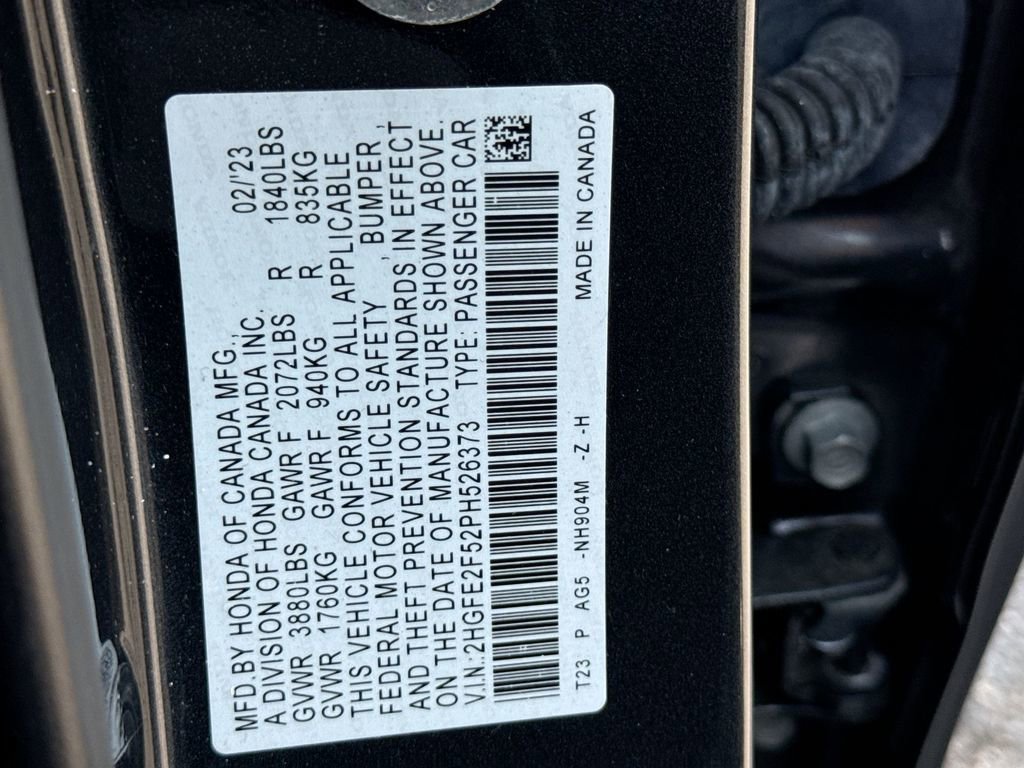 MFD.BY HONDA OF CANADA MFG., 02/'23
A DIVISION OF HONDA CANADA INC.
GVWR 3880LBS GAWR F 2072LBS R 1840LBS
GVWR 1760KG GAWR F 940KG R 835KG
THIS VEHICLE CONFORMS TO ALL APPLICABLE
FEDERAL MOTOR VEHICLE SAFETY , BUMPER ,
AND THEFT PREVENTION STANDARDS, IN EFFECT
ON THE DATE OF MANUFACTURE SHOWN ABOVE.
V.I.N.:2HGFE2F52PH526373 TYPE: PASSENGER CAR
T23 P AG5 -NH904M -Z -H MADE IN CANADA